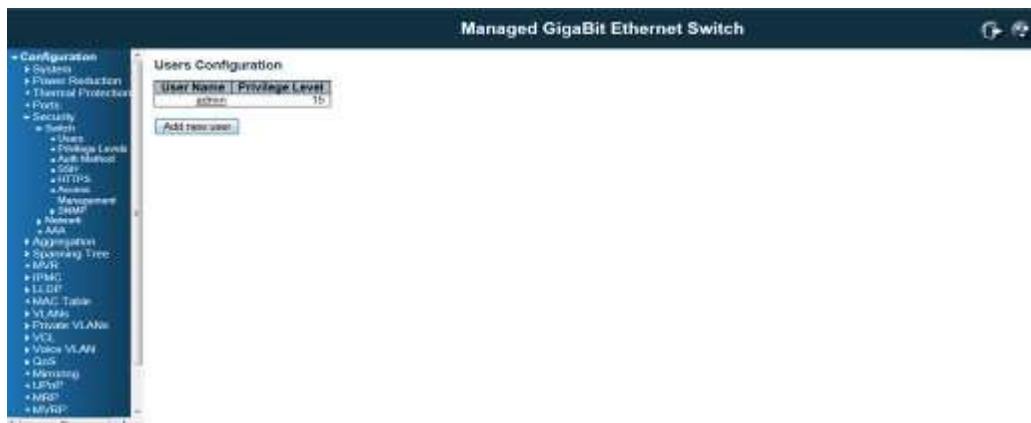 Managed GigaBit Ethernet Switch
Configuration
System
Power Reduction
Thermal Protection
Ports
Security
Switch
Users
Privilege Levels
Auth Method
SSH
HTTPS
Access
Management
SNMP
Network
AAA
Aggregation
Spanning Tree
MVR
IPMC
LLDP
MAC Table
VLANs
Private VLANs
VCL
Voice VLAN
QoS
Mirroring
UPnP
MRP
MVRP
Users Configuration
User Name Privilege Level
admin 15
Add new user